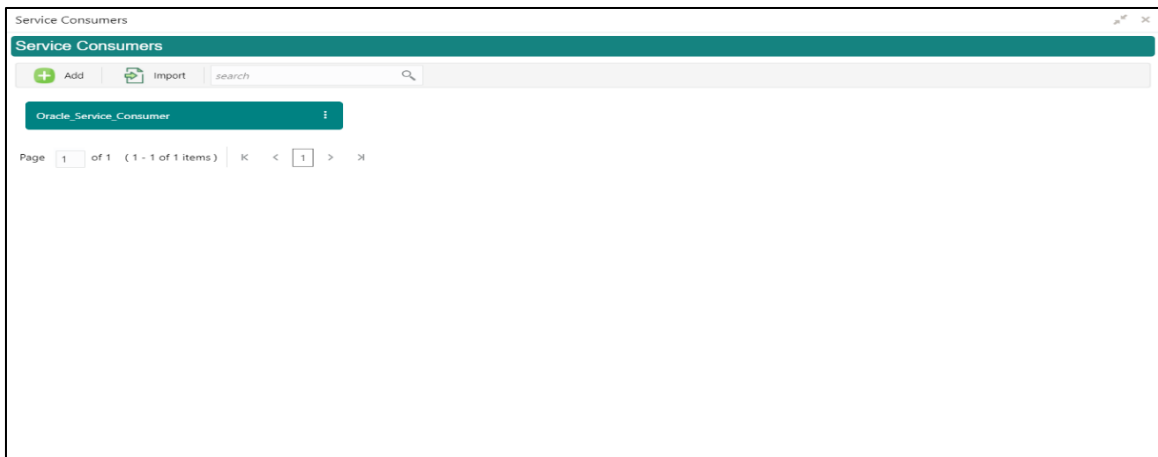 Service Consumers
Service Consumers
Add Import search
Oracle_Service_Consumer
Page 1 of 1 ( 1 - 1 of 1 items ) K < 1 > >|